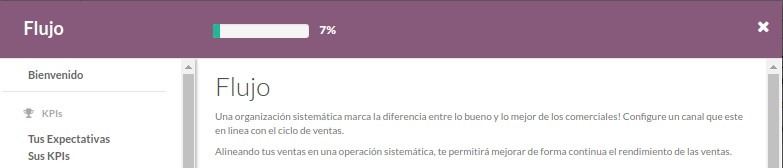 Flujo
7%
Bienvenido
KPIs
Tus Expectativas
Sus KPIs
Flujo
Una organización sistemática marca la diferencia entre lo bueno y lo mejor de los comerciales! Configure un canal que este
en linea con el ciclo de ventas.
Alineando tus ventas en una operación sistemática, te permitirá mejorar de forma continua el rendimiento de las ventas.